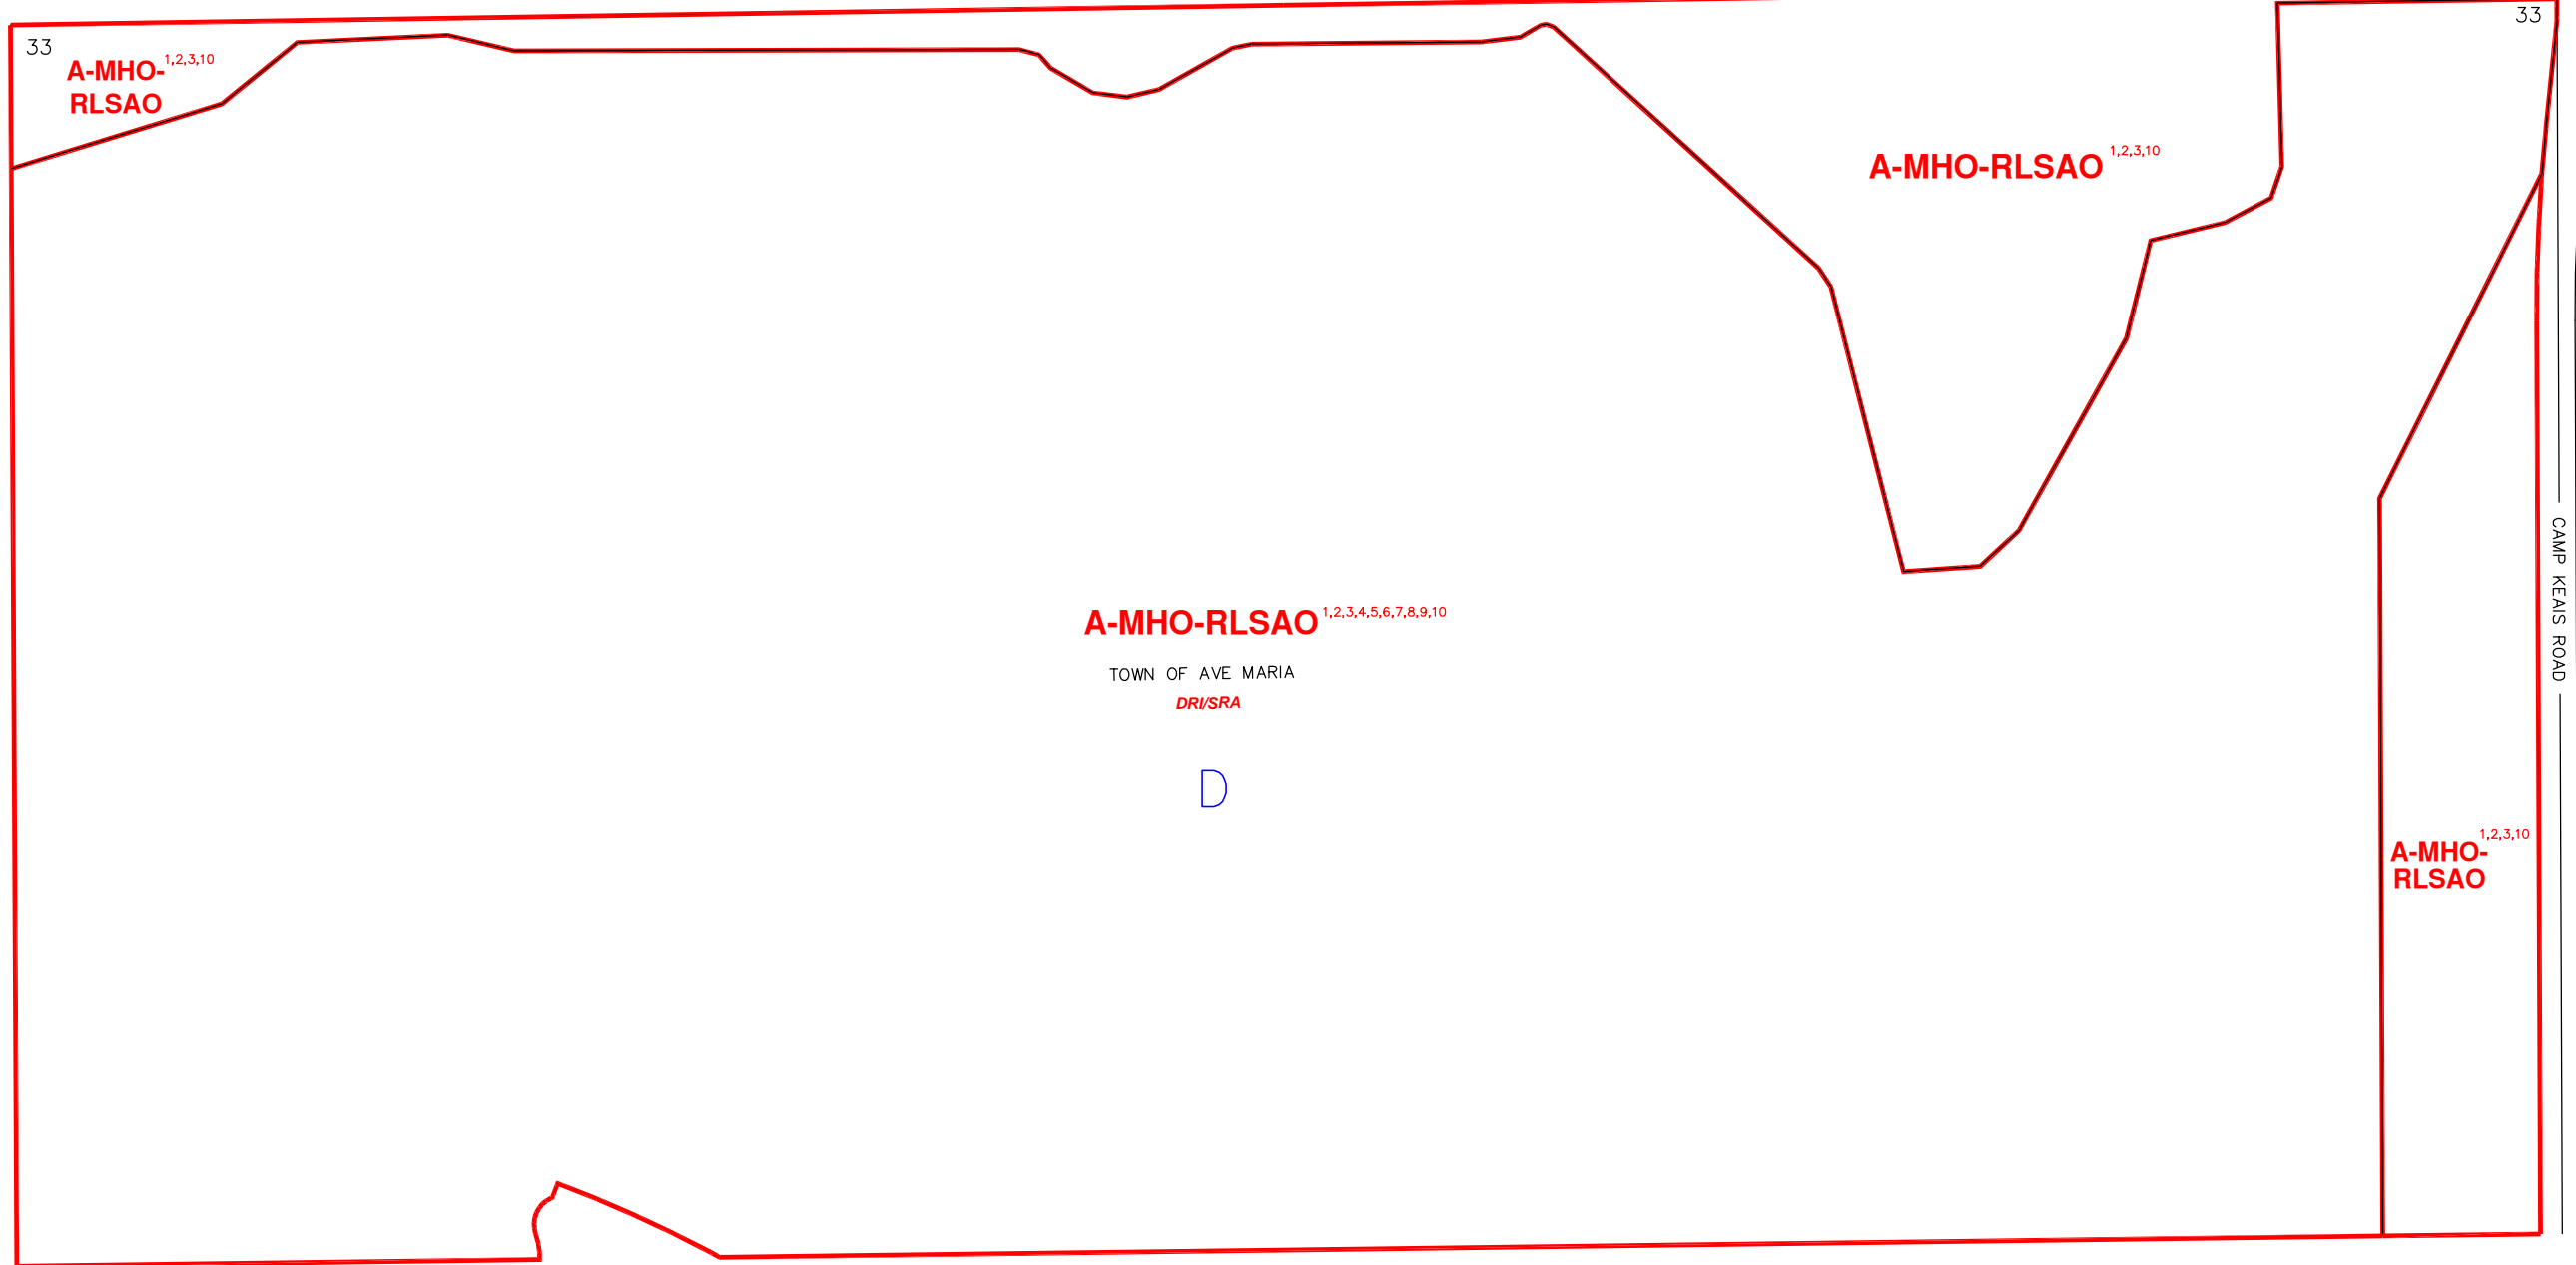 33
33
A-MHO-1,2,3,10
RLSAO
A-MHO-RLSAO 1,2,3,10
CAMP KEAIS ROAD
A-MHO-RLSAO 1,2,3,4,5,6,7,8,9,10
TOWN OF AVE MARIA
DRI/SRA
D
A-MHO-1,2,3,10
RLSAO